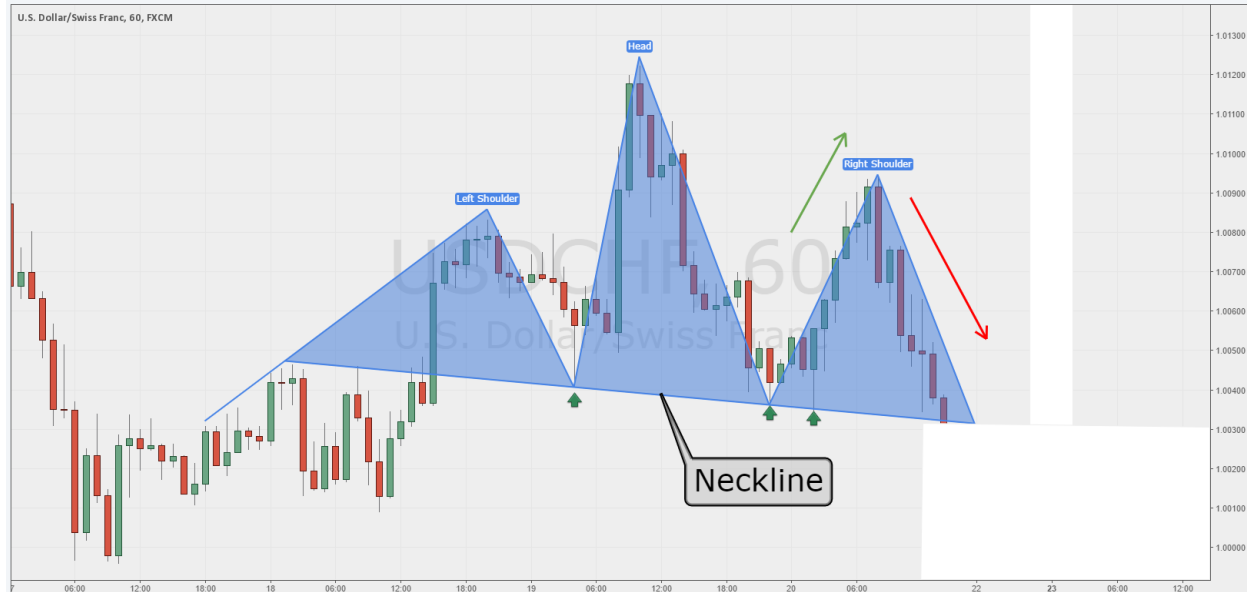 U.S. Dollar/Swiss Franc, 60, FXCM
Head
Left Shoulder
Right Shoulder
USDCHF, 60
U.S. Dollar/Swiss Franc
Neckline
1.01300
1.01200
1.01100
1.01000
1.00900
1.00800
1.00700
1.00600
1.00500
1.00400
1.00300
1.00200
1.00100
1.00000
7 06:00 12:00 18:00 18 06:00 12:00 18:00 19 06:00 12:00 18:00 20 06:00 22 23 06:00 12:00